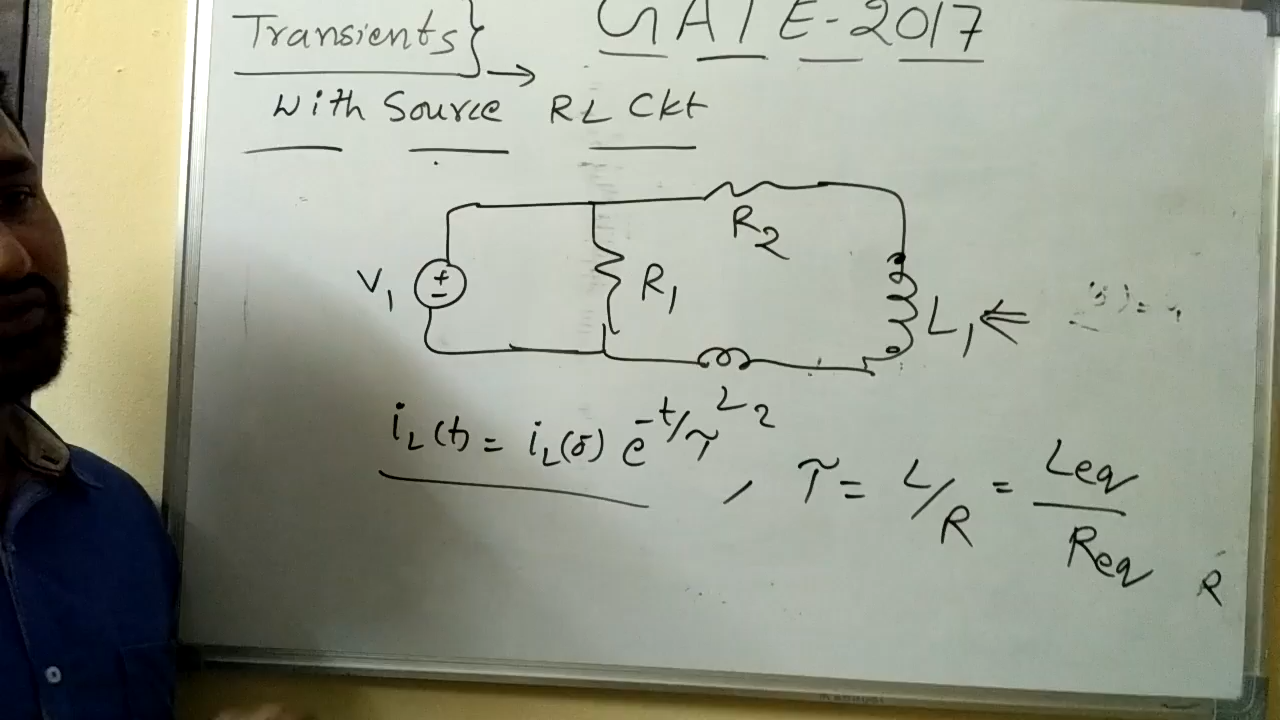 Transients} GATE-2017
With Source → RL Ckt
R2
V1 + - R1 L1 ⇐
L2
iL(t) = iL(0-) e^-t/τ , τ = L/R = Leq/Req
R